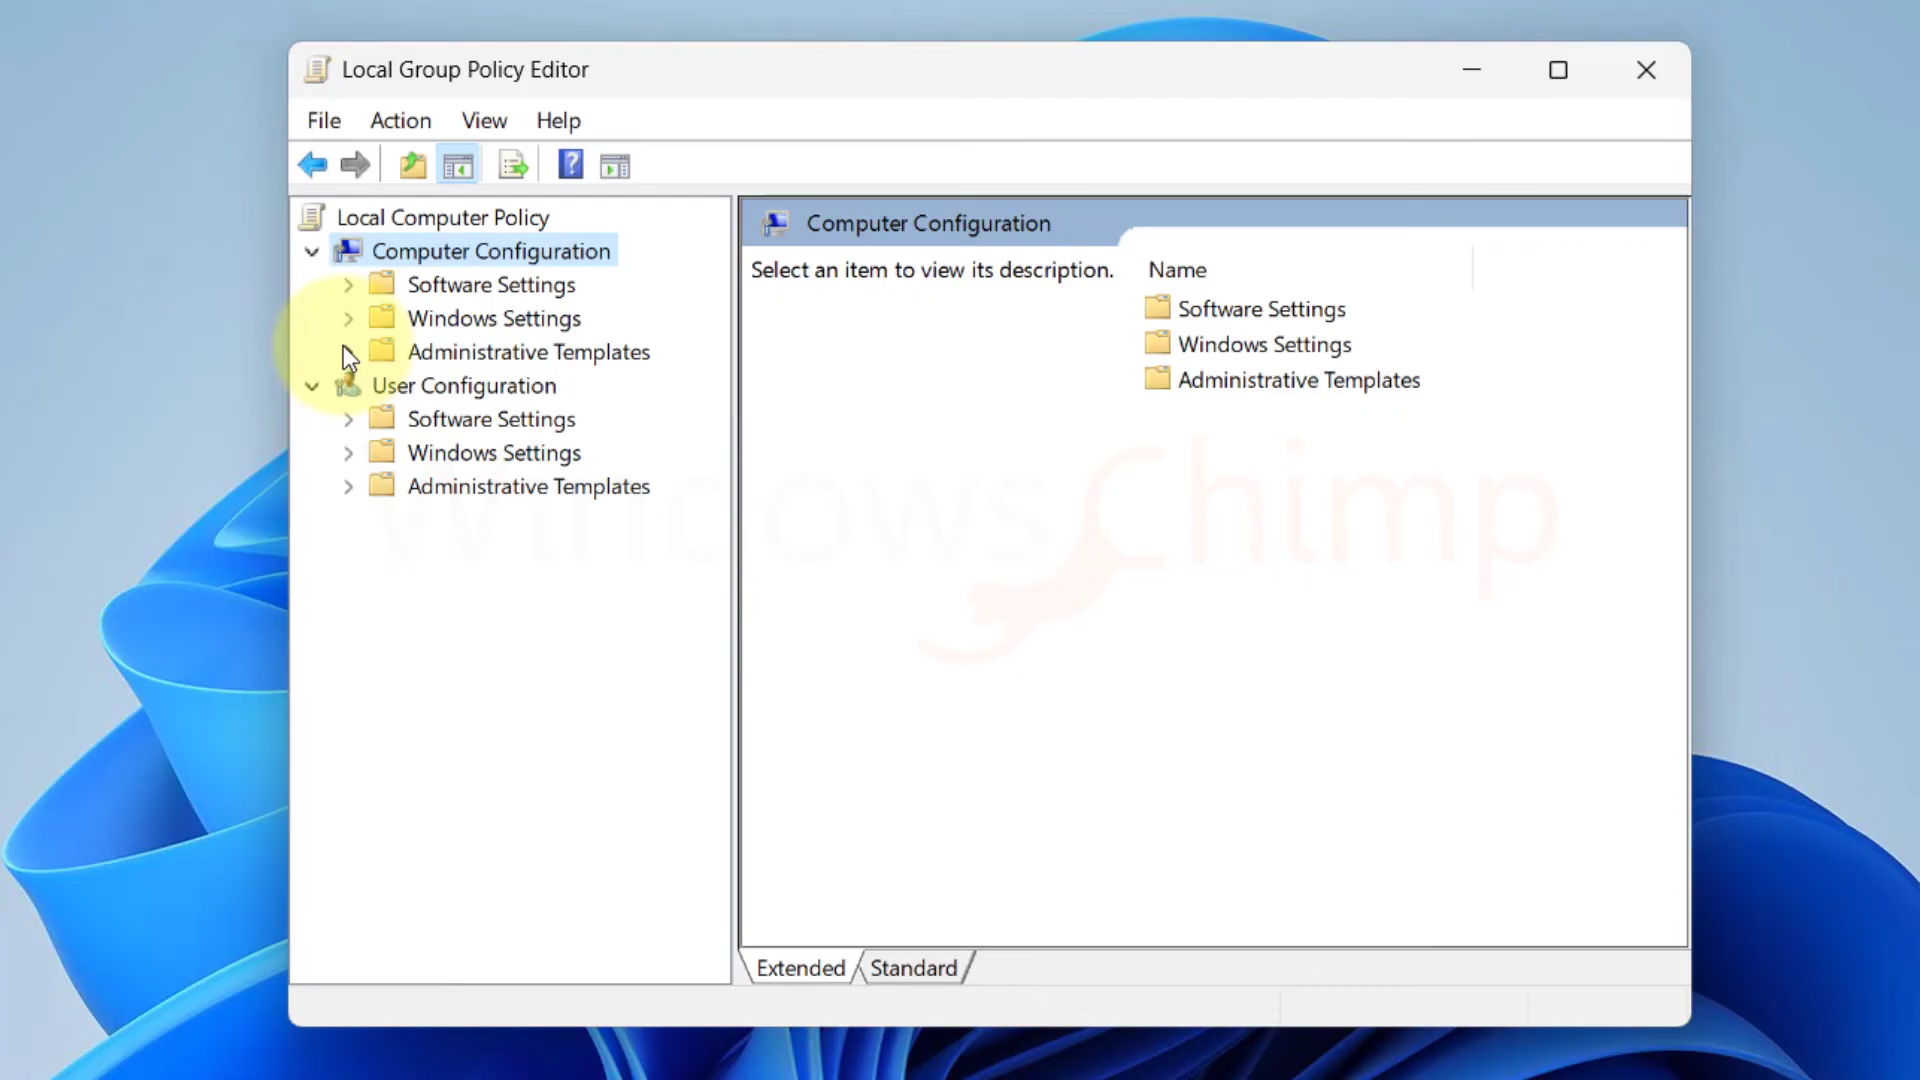 Local Group Policy Editor
File Action View Help
Local Computer Policy
Computer Configuration
Software Settings
Windows Settings
Administrative Templates
User Configuration
Software Settings
Windows Settings
Administrative Templates
Computer Configuration
Select an item to view its description.
Name
Software Settings
Windows Settings
Administrative Templates
WindowsChimp
Extended Standard